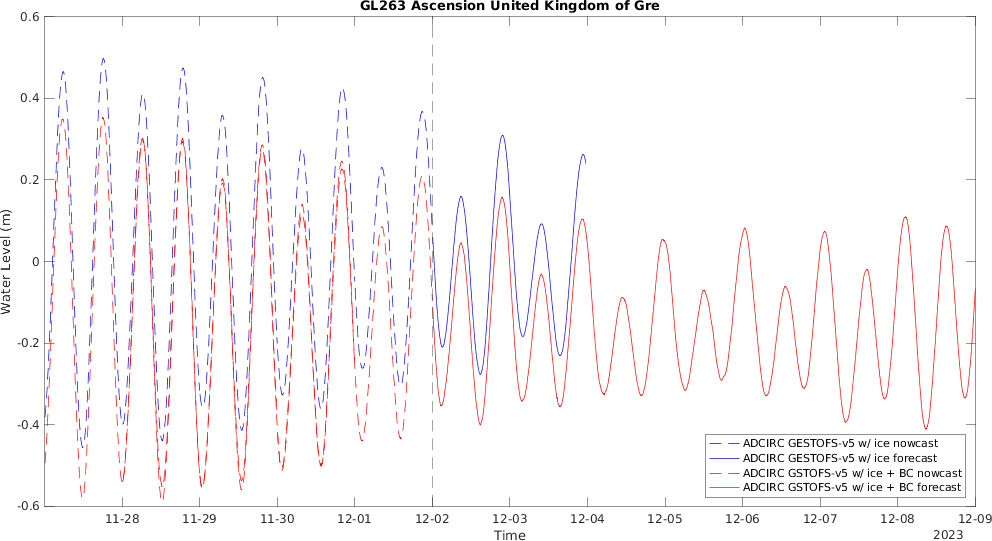 GL263 Ascension United Kingdom of Gre
0.6
0.4
0.2
0
-0.2
-0.4
-0.6
Water Level (m)
ADCIRC GESTOFS-v5 w/ ice nowcast
ADCIRC GESTOFS-v5 w/ ice forecast
ADCIRC GSTOFS-v5 w/ ice + BC nowcast
ADCIRC GSTOFS-v5 w/ ice + BC forecast
11-28 11-29 11-30 12-01 12-02 12-03 12-04 12-05 12-06 12-07 12-08 12-09
Time
2023